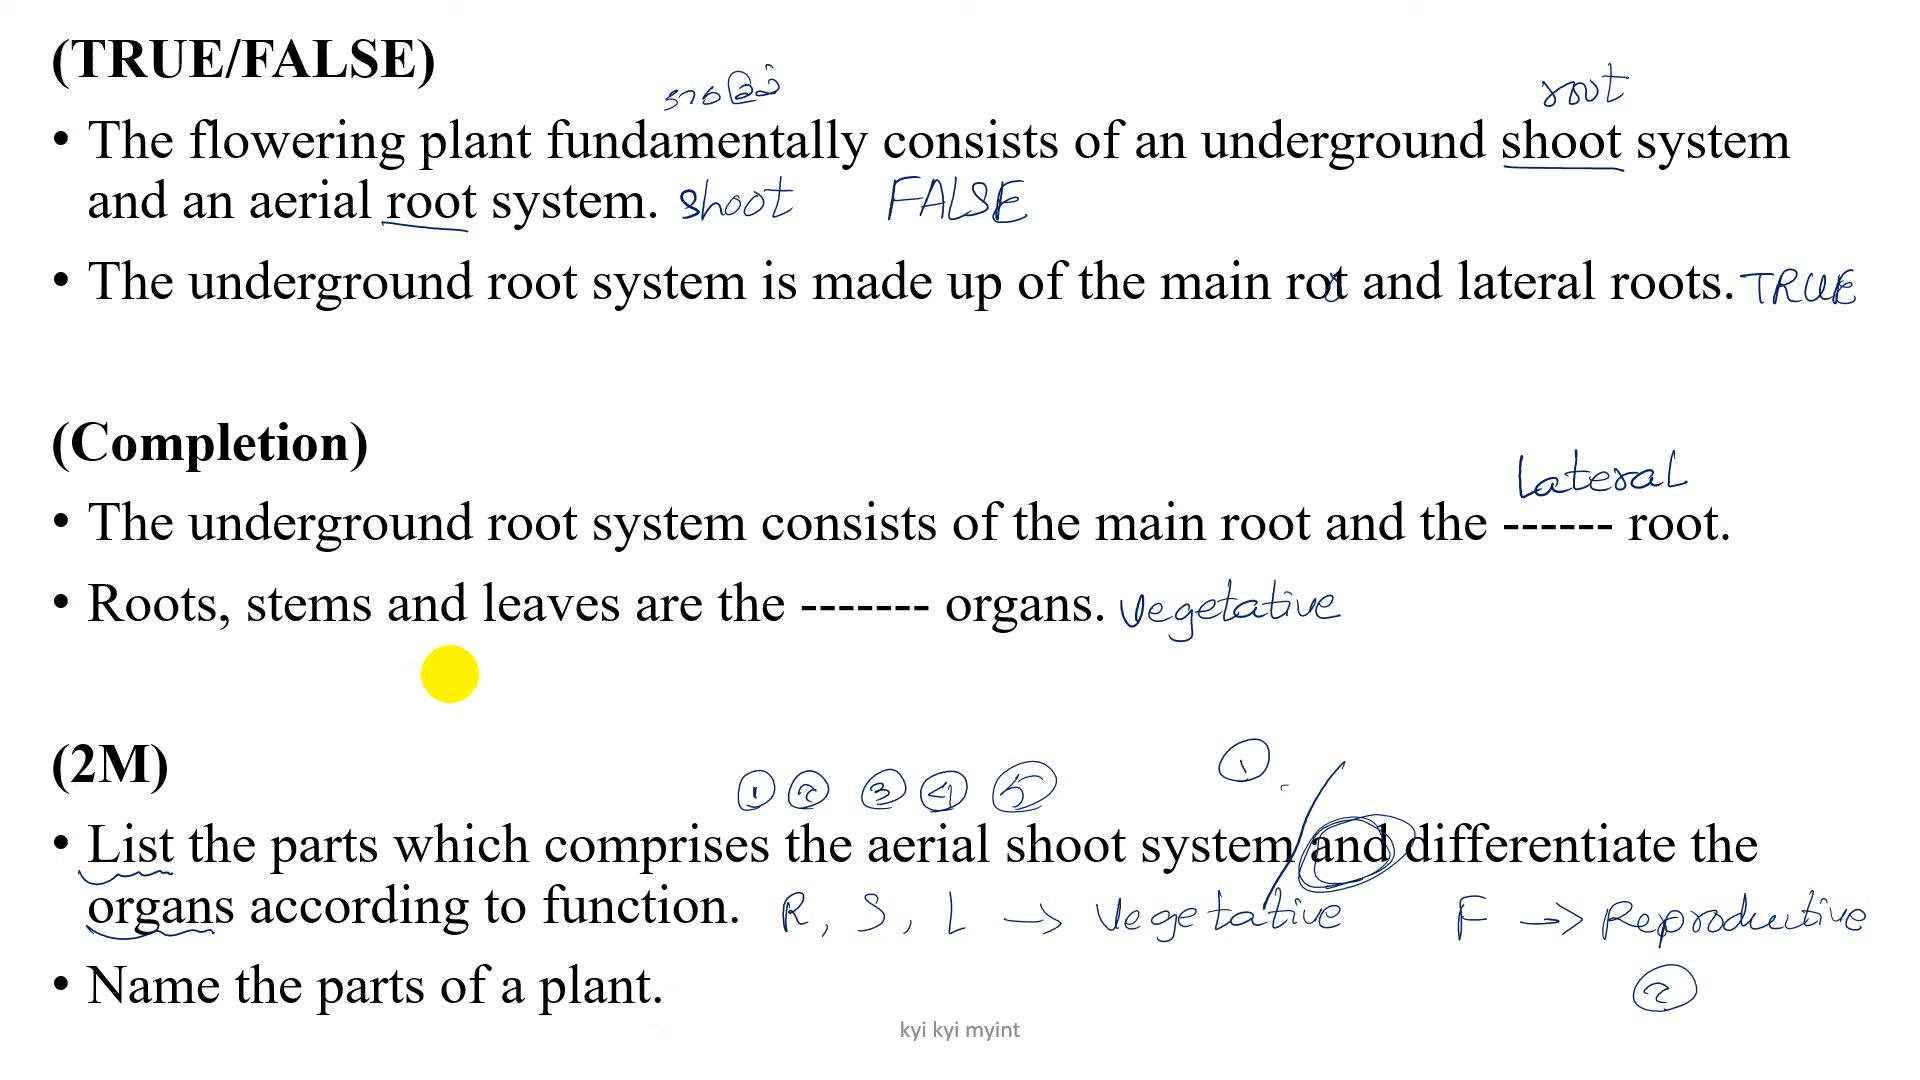 (TRUE/FALSE)
root
• The flowering plant fundamentally consists of an underground shoot system
and an aerial root system. shoot FALSE
• The underground root system is made up of the main rot and lateral roots. TRUE
(Completion)
lateral
• The underground root system consists of the main root and the ------ root.
• Roots, stems and leaves are the ------- organs. vegetative
(2M)
① ② ③ ④ ⑤ ①
• List the parts which comprises the aerial shoot system / and differentiate the
organs according to function. R, S, L → Vegetative F → Reproductive
• Name the parts of a plant. ②
kyi kyi myint